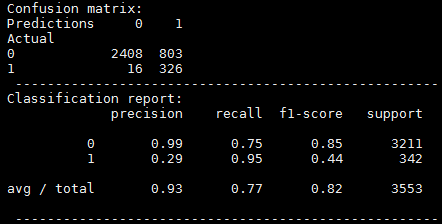 Confusion matrix:
Predictions 0 1
Actual
0 2408 803
1 16 326
------------------------------------------------------
Classification report:
precision recall f1-score support
0 0.99 0.75 0.85 3211
1 0.29 0.95 0.44 342
avg / total 0.93 0.77 0.82 3553
------------------------------------------------------